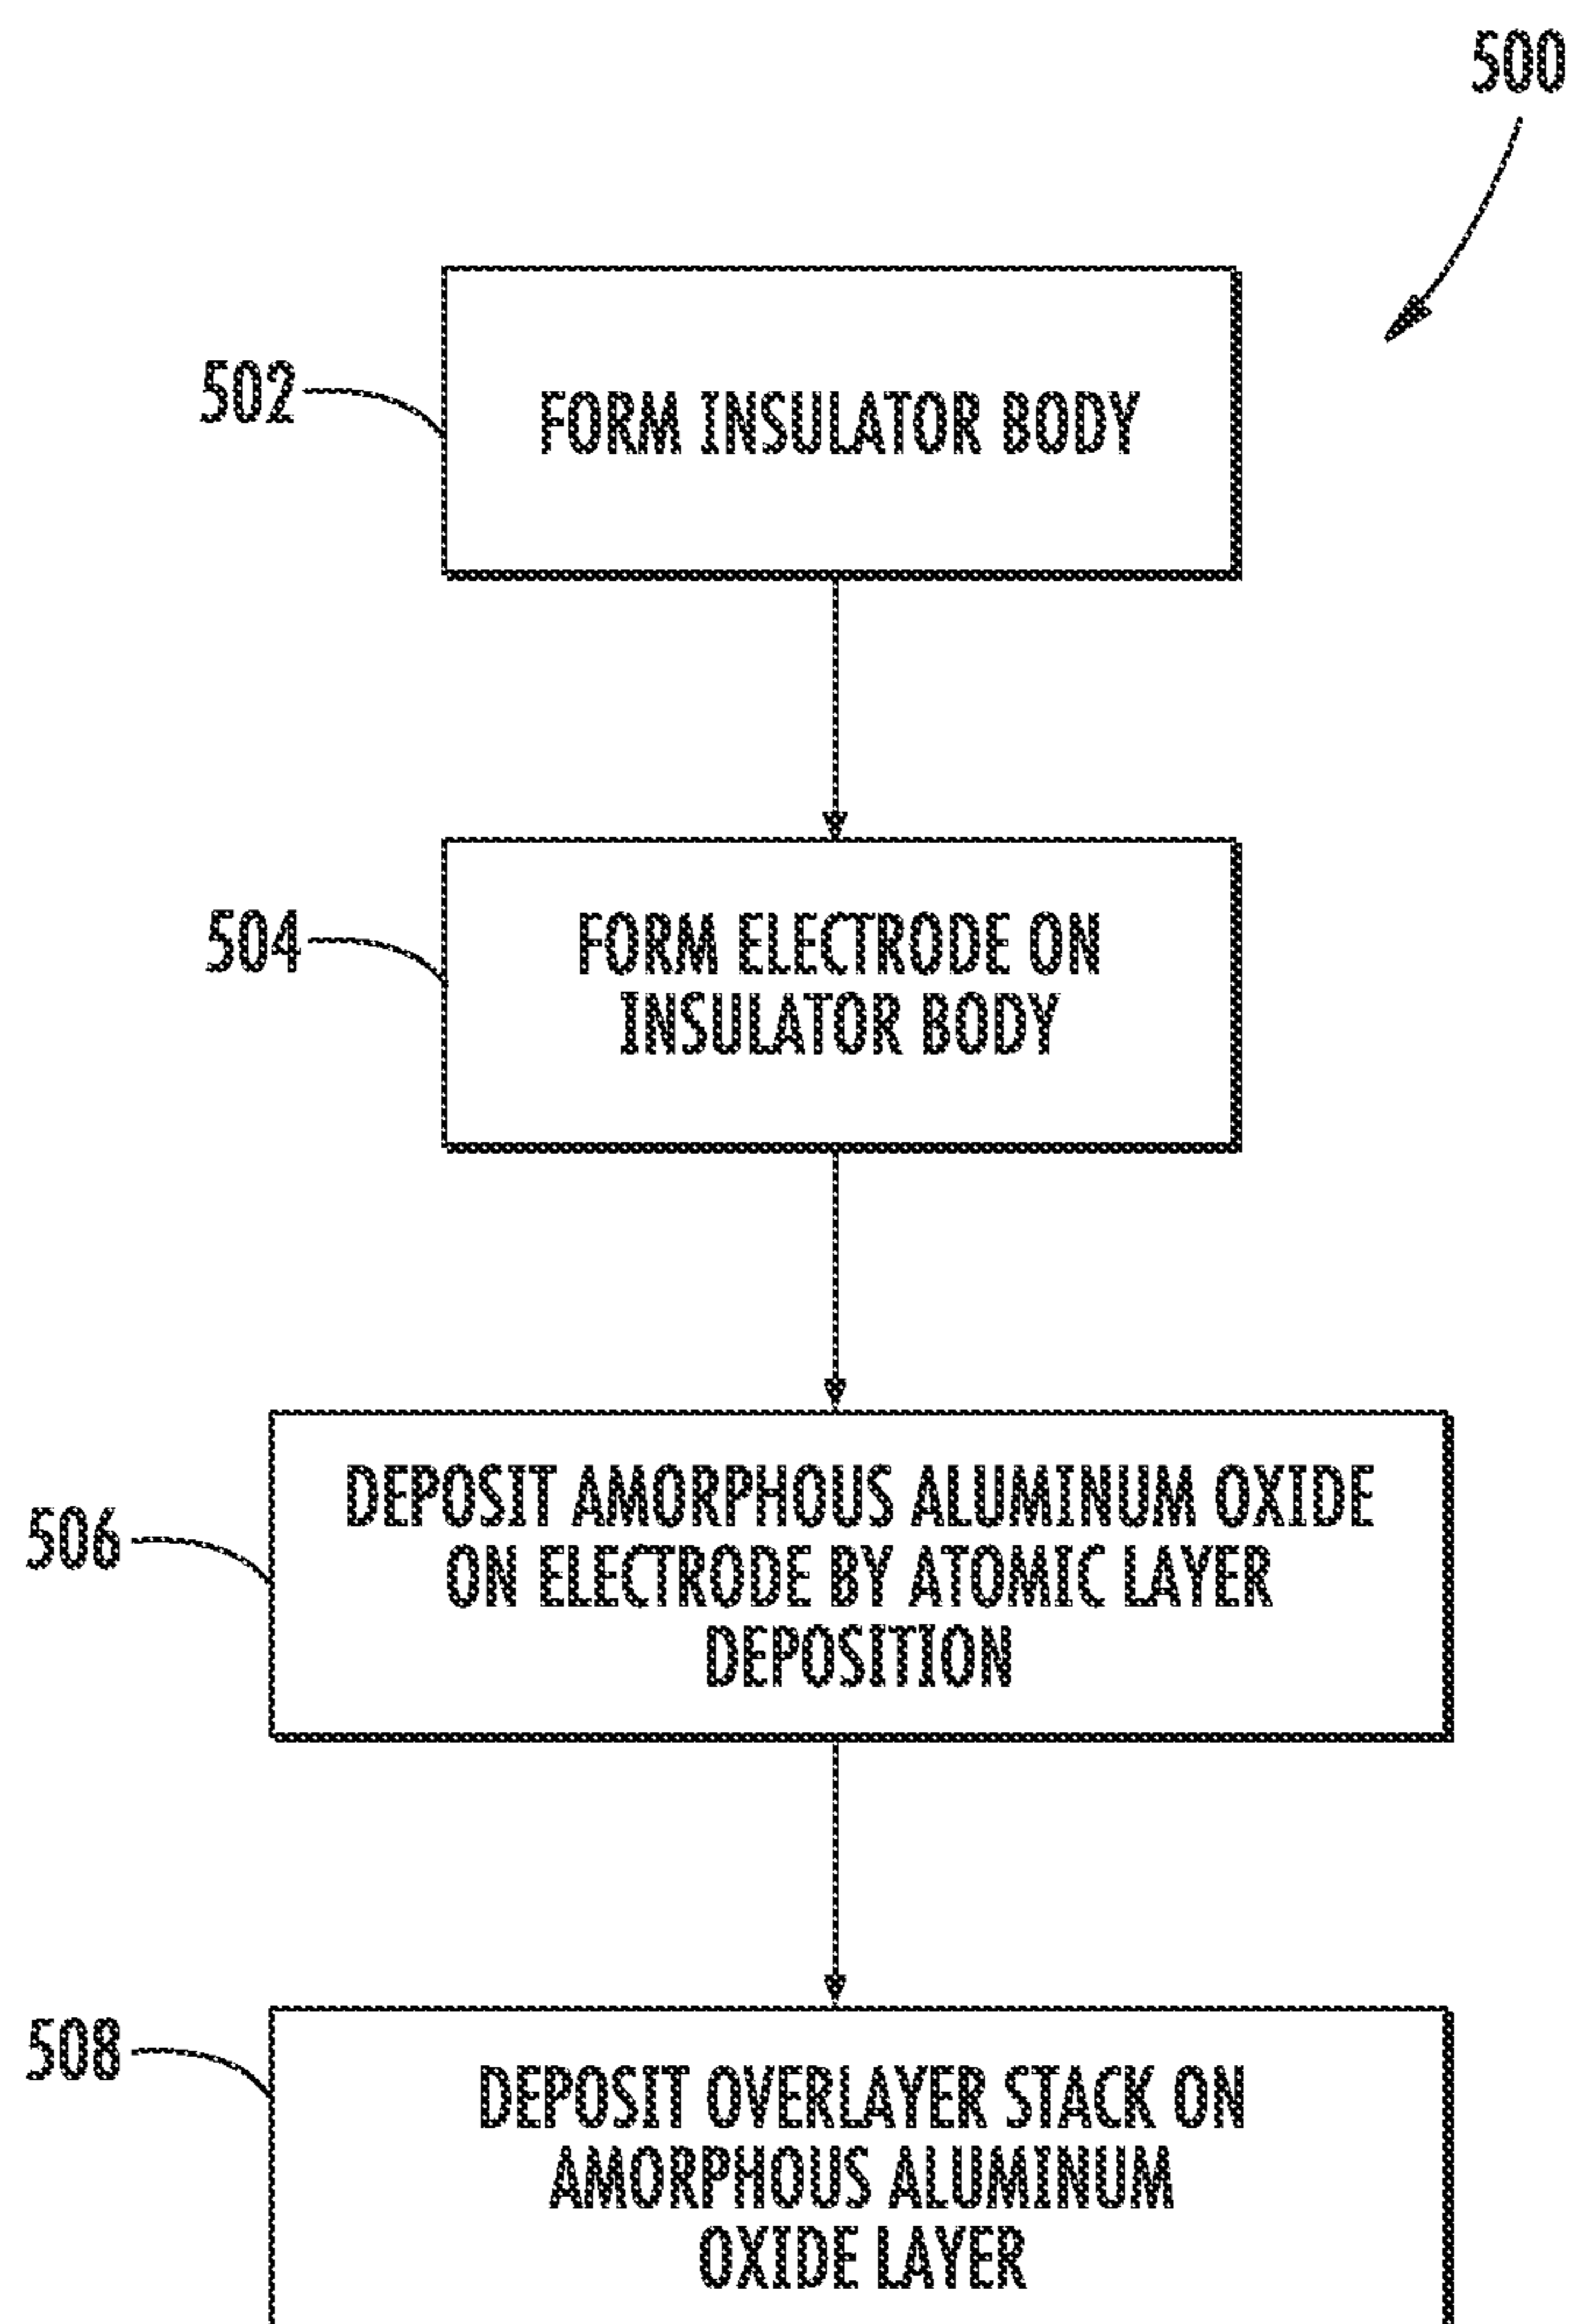 500
502
FORM INSULATOR BODY
504
FORM ELECTRODE ON
INSULATOR BODY
506
DEPOSIT AMORPHOUS ALUMINUM OXIDE
ON ELECTRODE BY ATOMIC LAYER
DEPOSITION
508
DEPOSIT OVERLAYER STACK ON
AMORPHOUS ALUMINUM
OXIDE LAYER